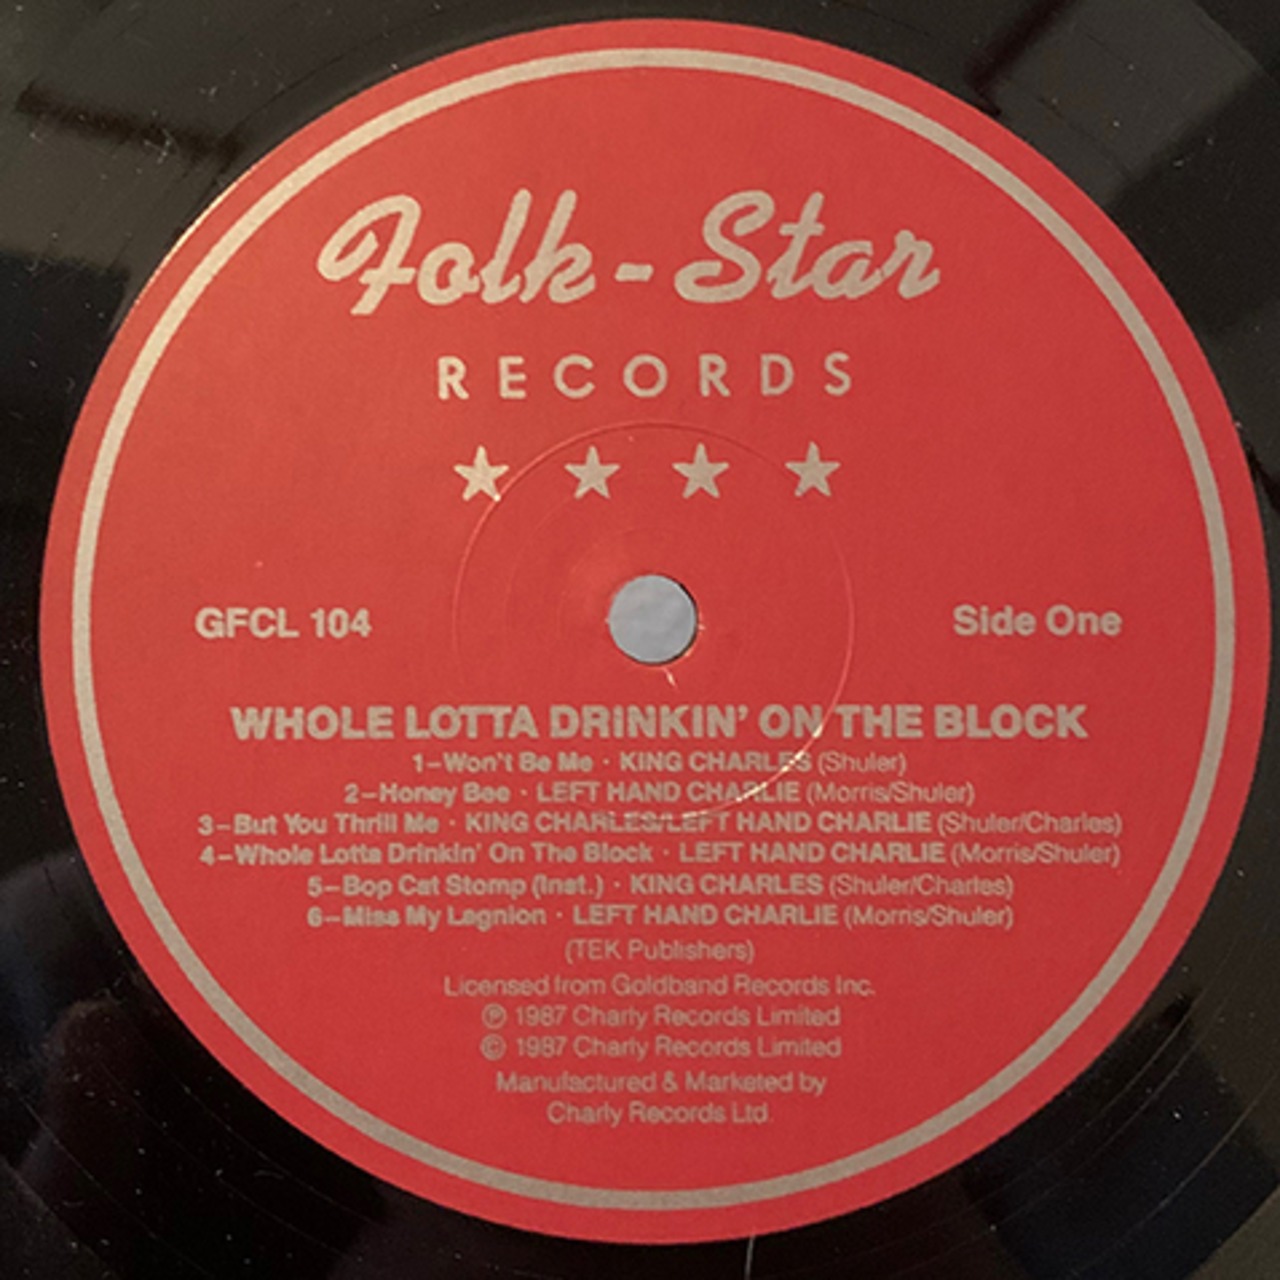 Folk-Star
RECORDS
GFCL 104
Side One
WHOLE LOTTA DRINKIN' ON THE BLOCK
1–Won't Be Me · KING CHARLES (Shuler)
2–Honey Bee · LEFT HAND CHARLIE (Morris/Shuler)
3–But You Thrill Me · KING CHARLES/LEFT HAND CHARLIE (Shuler/Charles)
4–Whole Lotta Drinkin' On The Block · LEFT HAND CHARLIE (Morris/Shuler)
5–Bop Cat Stomp (Inst.) · KING CHARLES (Shuler/Charles)
6–Miss My Lagnion · LEFT HAND CHARLIE (Morris/Shuler)
(TEK Publishers)
Licensed from Goldband Records Inc.
℗ 1987 Charly Records Limited
© 1987 Charly Records Limited
Manufactured & Marketed by
Charly Records Ltd.